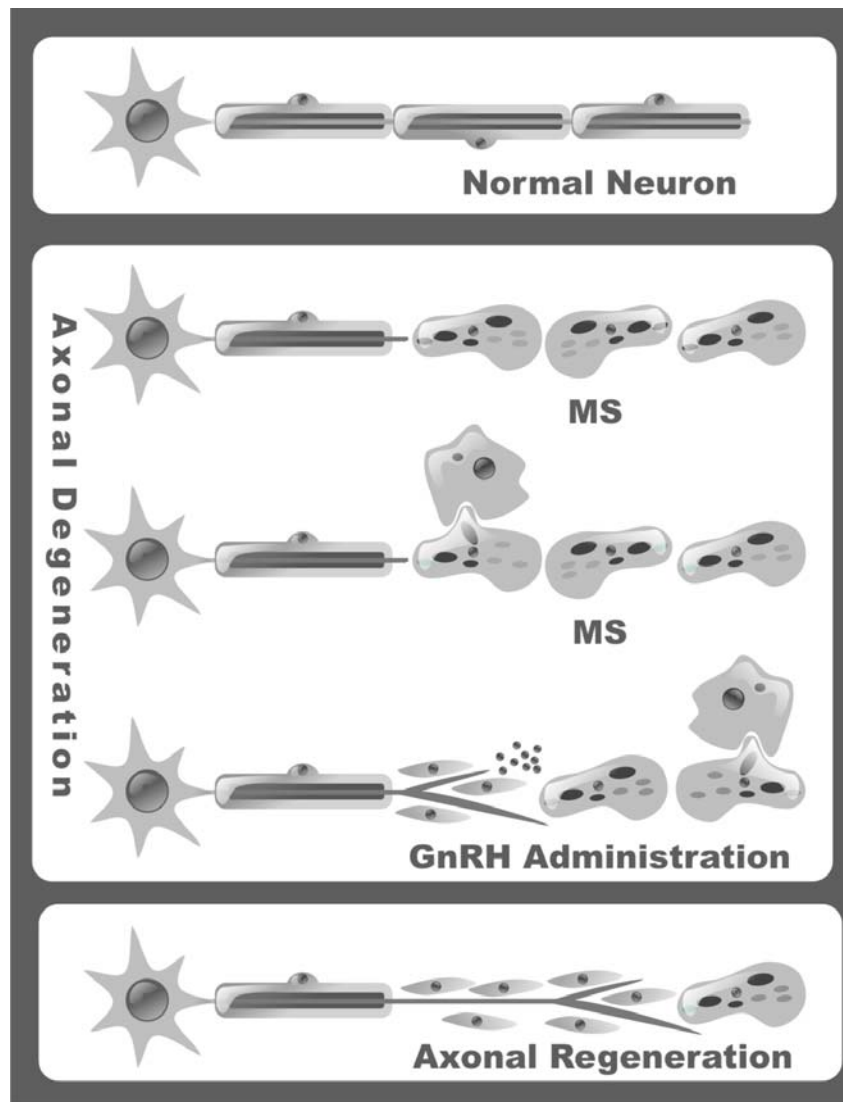 Normal Neuron
Axonal Degeneration
MS
MS
GnRH Administration
Axonal Regeneration